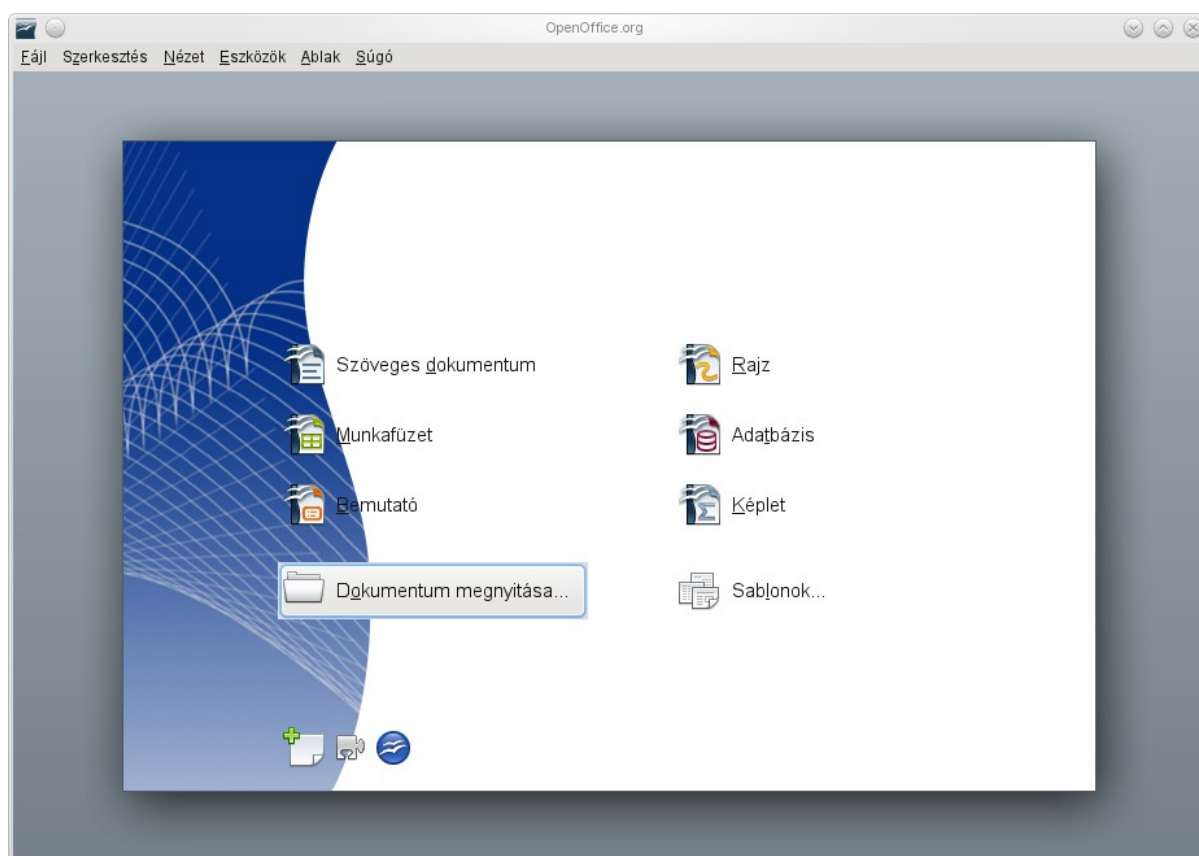 OpenOffice.org
Fájl Szerkesztés Nézet Eszközök Ablak Súgó
Szöveges dokumentum
Rajz
Munkafüzet
Adatbázis
Bemutató
Képlet
Dokumentum megnyitása...
Sablonok...